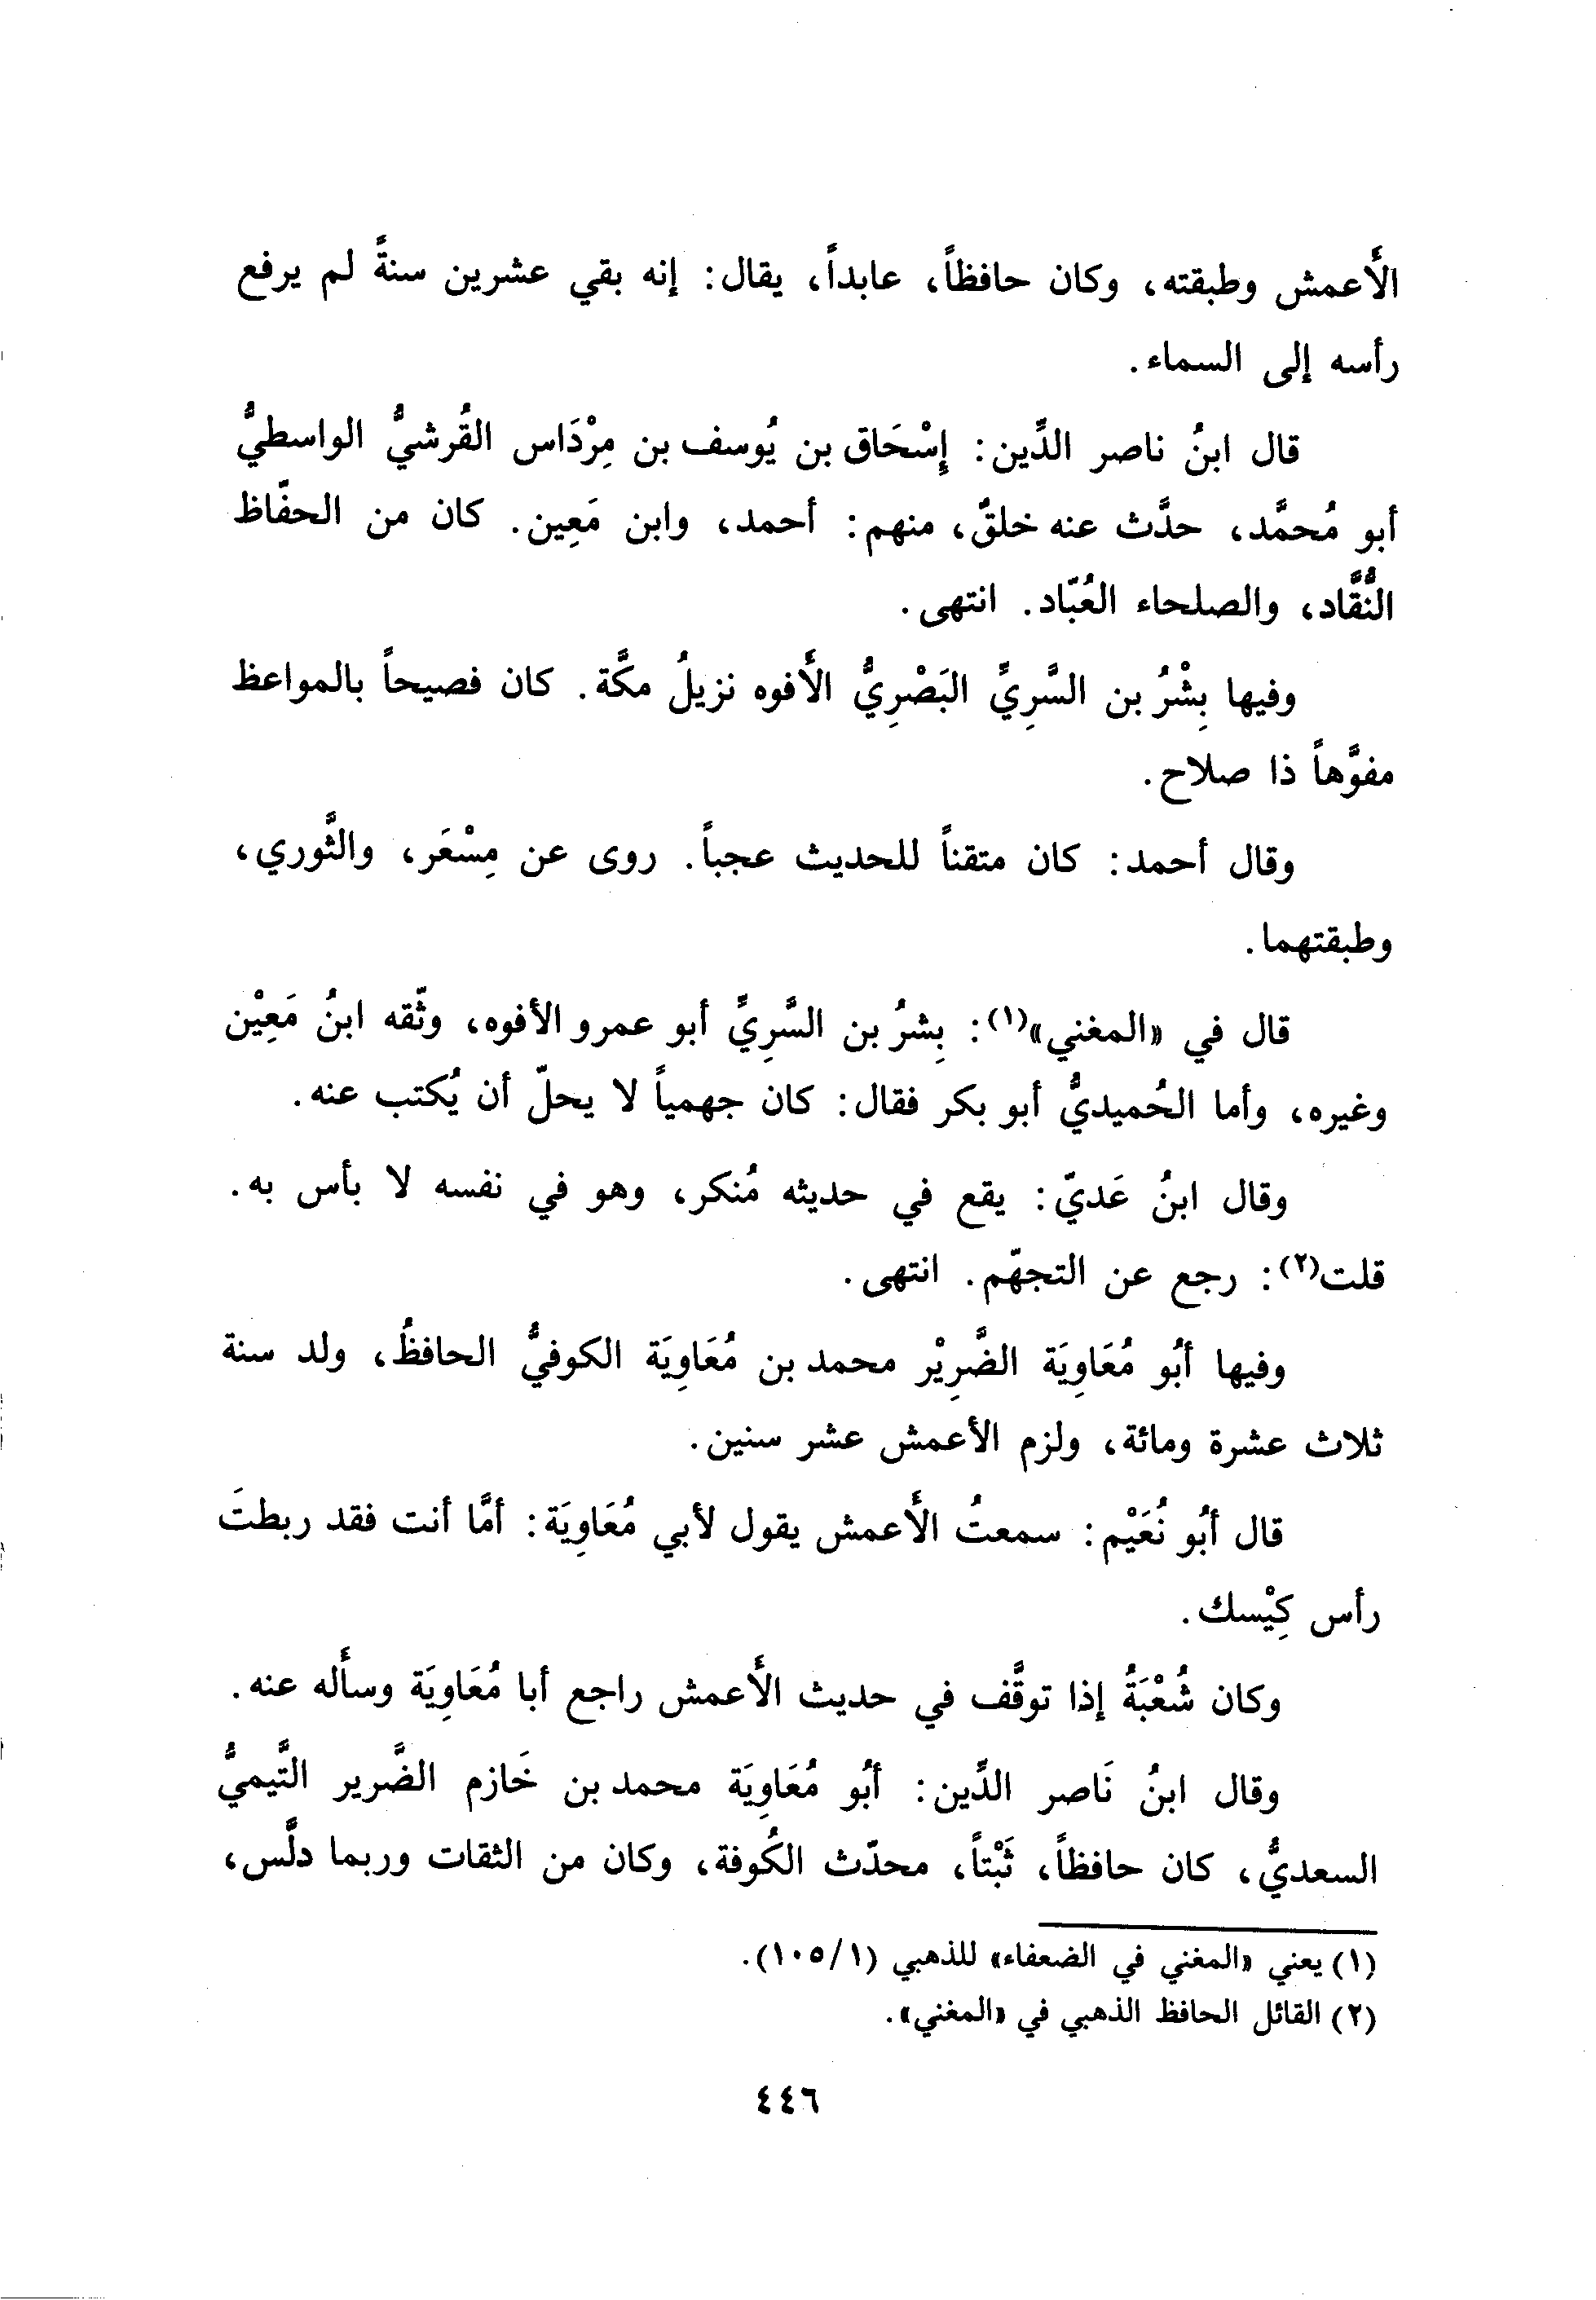 الأَعمش وطبقته، وكان حافظاً، عابداً، يقال: إنه بقي عشرين سنةً لم يرفع
رأسه إلى السماء.
قال ابنُ ناصر الدِّين: إِسْحَاق بن يُوسف بن مِرْدَاس القُرشيُّ الواسطيُّ
أبو مُحمَّد، حدَّث عنه خلقٌ، منهم: أحمد، وابن مَعِين. كان من الحفّاظ
النُّقَّاد، والصلحاء العُبّاد. انتهى.
وفيها بِشْرُ بن السَّرِيِّ البَصْرِيُّ الأَفوه نزيلُ مكَّة. كان فصيحاً بالمواعظ
مفوَّهاً ذا صلاح.
وقال أحمد: كان متقناً للحديث عجباً. روى عن مِسْعَر، والثَّوري،
وطبقتهما.
قال في «المغني»(١): بِشرُ بن السَّرِيِّ أبو عمرو الأفوه، وثّقه ابنُ مَعِيْن
وغيره، وأما الحُميديُّ أبو بكر فقال: كان جهمياً لا يحلّ أن يُكتب عنه.
وقال ابنُ عَديّ: يقع في حديثه مُنكر، وهو في نفسه لا بأس به.
قلت(٢): رجع عن التجهّم. انتهى.
وفيها أبُو مُعَاوِيَة الضَّرِيْر محمد بن مُعَاوِيَة الكوفيُّ الحافظُ، ولد سنة
ثلاث عشرة ومائة، ولزم الأعمش عشر سنين.
قال أبُو نُعَيْم: سمعتُ الأَعمش يقول لأبي مُعَاوِيَة: أمَّا أنت فقد ربطتَ
رأس كِيْسك.
وكان شُعْبَةُ إذا توقَّف في حديث الأَعمش راجع أبا مُعَاوِيَة وسأَله عنه.
وقال ابنُ نَاصر الدِّين: أبُو مُعَاوِيَة محمد بن خَازم الضَّرير التَّيميُّ
السعديُّ، كان حافظاً، ثَبْتاً، محدّث الكُوفة، وكان من الثقات وربما دلَّس،
(١) يعني «المغني في الضعفاء» للذهبي (١/١٠٥).
(٢) القائل الحافظ الذهبي في «المغني».
٤٤٦